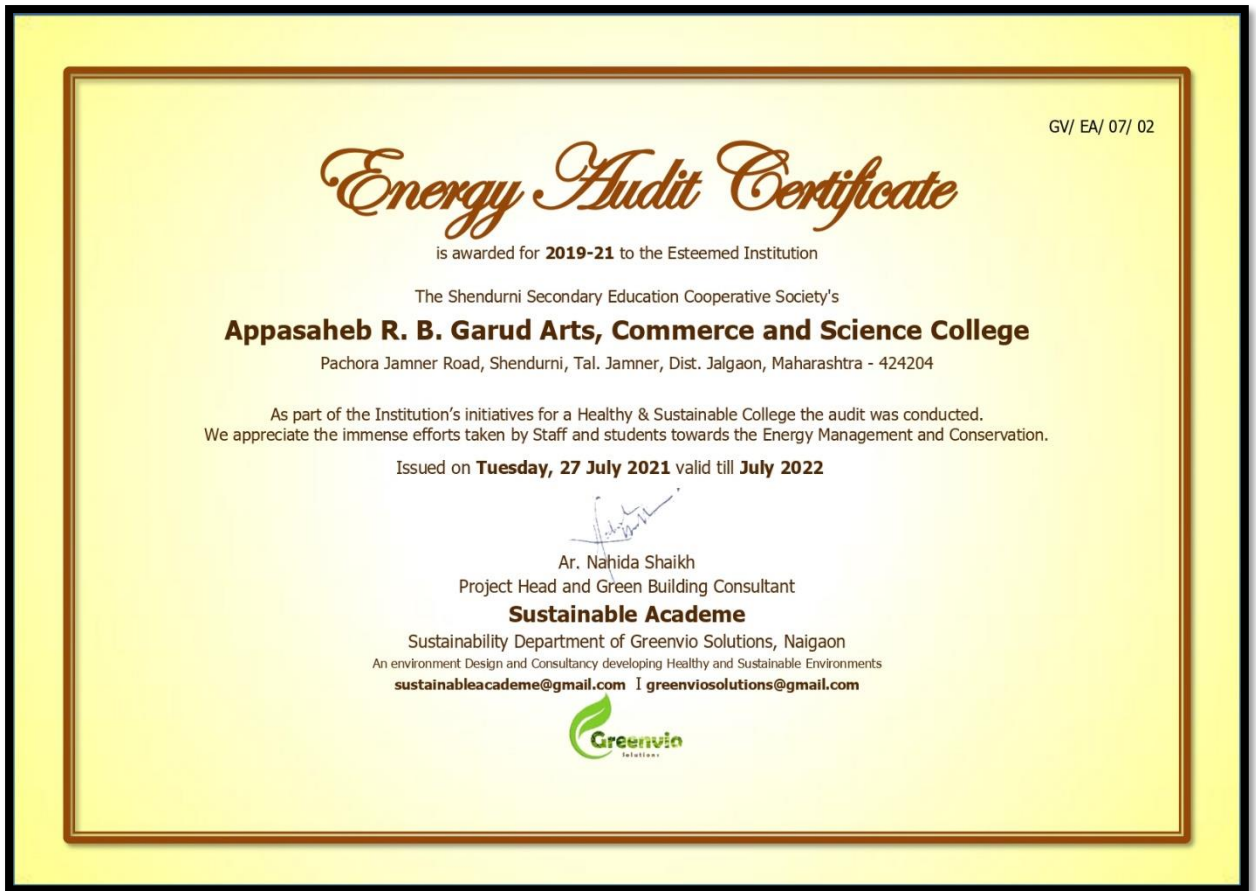 GV/ EA/ 07/ 02
Energy Audit Certificate
is awarded for 2019-21 to the Esteemed Institution
The Shendurni Secondary Education Cooperative Society's
Appasaheb R. B. Garud Arts, Commerce and Science College
Pachora Jamner Road, Shendurni, Tal. Jamner, Dist. Jalgaon, Maharashtra - 424204
As part of the Institution’s initiatives for a Healthy & Sustainable College the audit was conducted.
We appreciate the immense efforts taken by Staff and students towards the Energy Management and Conservation.
Issued on Tuesday, 27 July 2021 valid till July 2022
Ar. Nahida Shaikh
Project Head and Green Building Consultant
Sustainable Academe
Sustainability Department of Greenvio Solutions, Naigaon
An environment Design and Consultancy developing Healthy and Sustainable Environments
sustainableacademe@gmail.com I greenviosolutions@gmail.com
Greenvio
Solutions